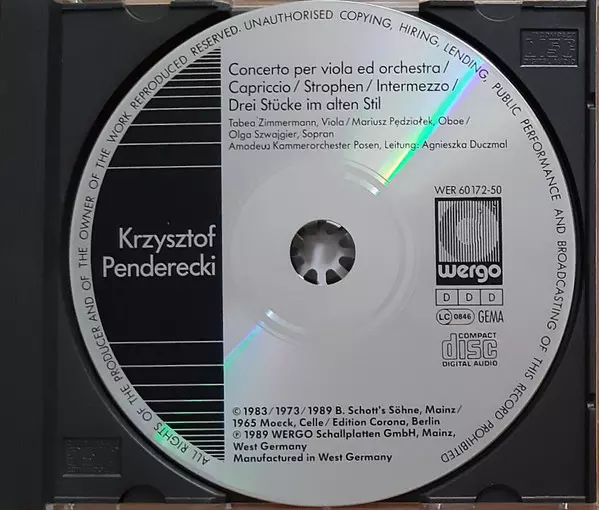 ALL RIGHTS OF THE PRODUCER AND OF THE OWNER OF THE WORK REPRODUCED RESERVED. UNAUTHORISED COPYING, HIRING, LENDING, PUBLIC PERFORMANCE AND BROADCASTING OF THIS RECORD PROHIBITED
Concerto per viola ed orchestra/
Capriccio/Strophen/Intermezzo/
Drei Stücke im alten Stil
Tabea Zimmermann, Viola/Mariusz Pędziałek, Oboe/
Olga Szwajgier, Sopran
Amadeus Kammerorchester Posen, Leitung: Agnieszka Duczmal
WER 60172-50
Krzysztof
Penderecki
wergo
D D D
LC 0846 GEMA
COMPACT
disc
DIGITAL AUDIO
© 1983/1973/1989 B. Schott's Söhne, Mainz/
1965 Moeck, Celle/Edition Corona, Berlin
℗ 1989 WERGO Schallplatten GmbH, Mainz,
West Germany
Manufactured in West Germany